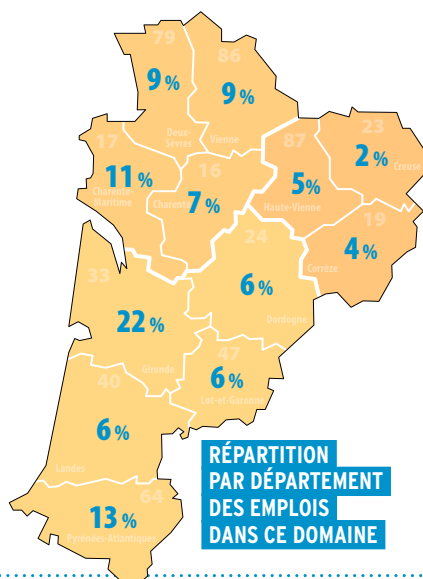 79
9 %
Deux-
Sèvres
86
9 %
Vienne
17
11 %
Charente-
Maritime
16
7 %
Charente
87
5 %
Haute-Vienne
23
2 %
Creuse
19
4 %
Corrèze
24
6 %
Dordogne
33
22 %
Gironde
47
6 %
Lot-et-Garonne
40
6 %
Landes
64
13 %
Pyrénées-Atlantiques
RÉPARTITION
PAR DÉPARTEMENT
DES EMPLOIS
DANS CE DOMAINE